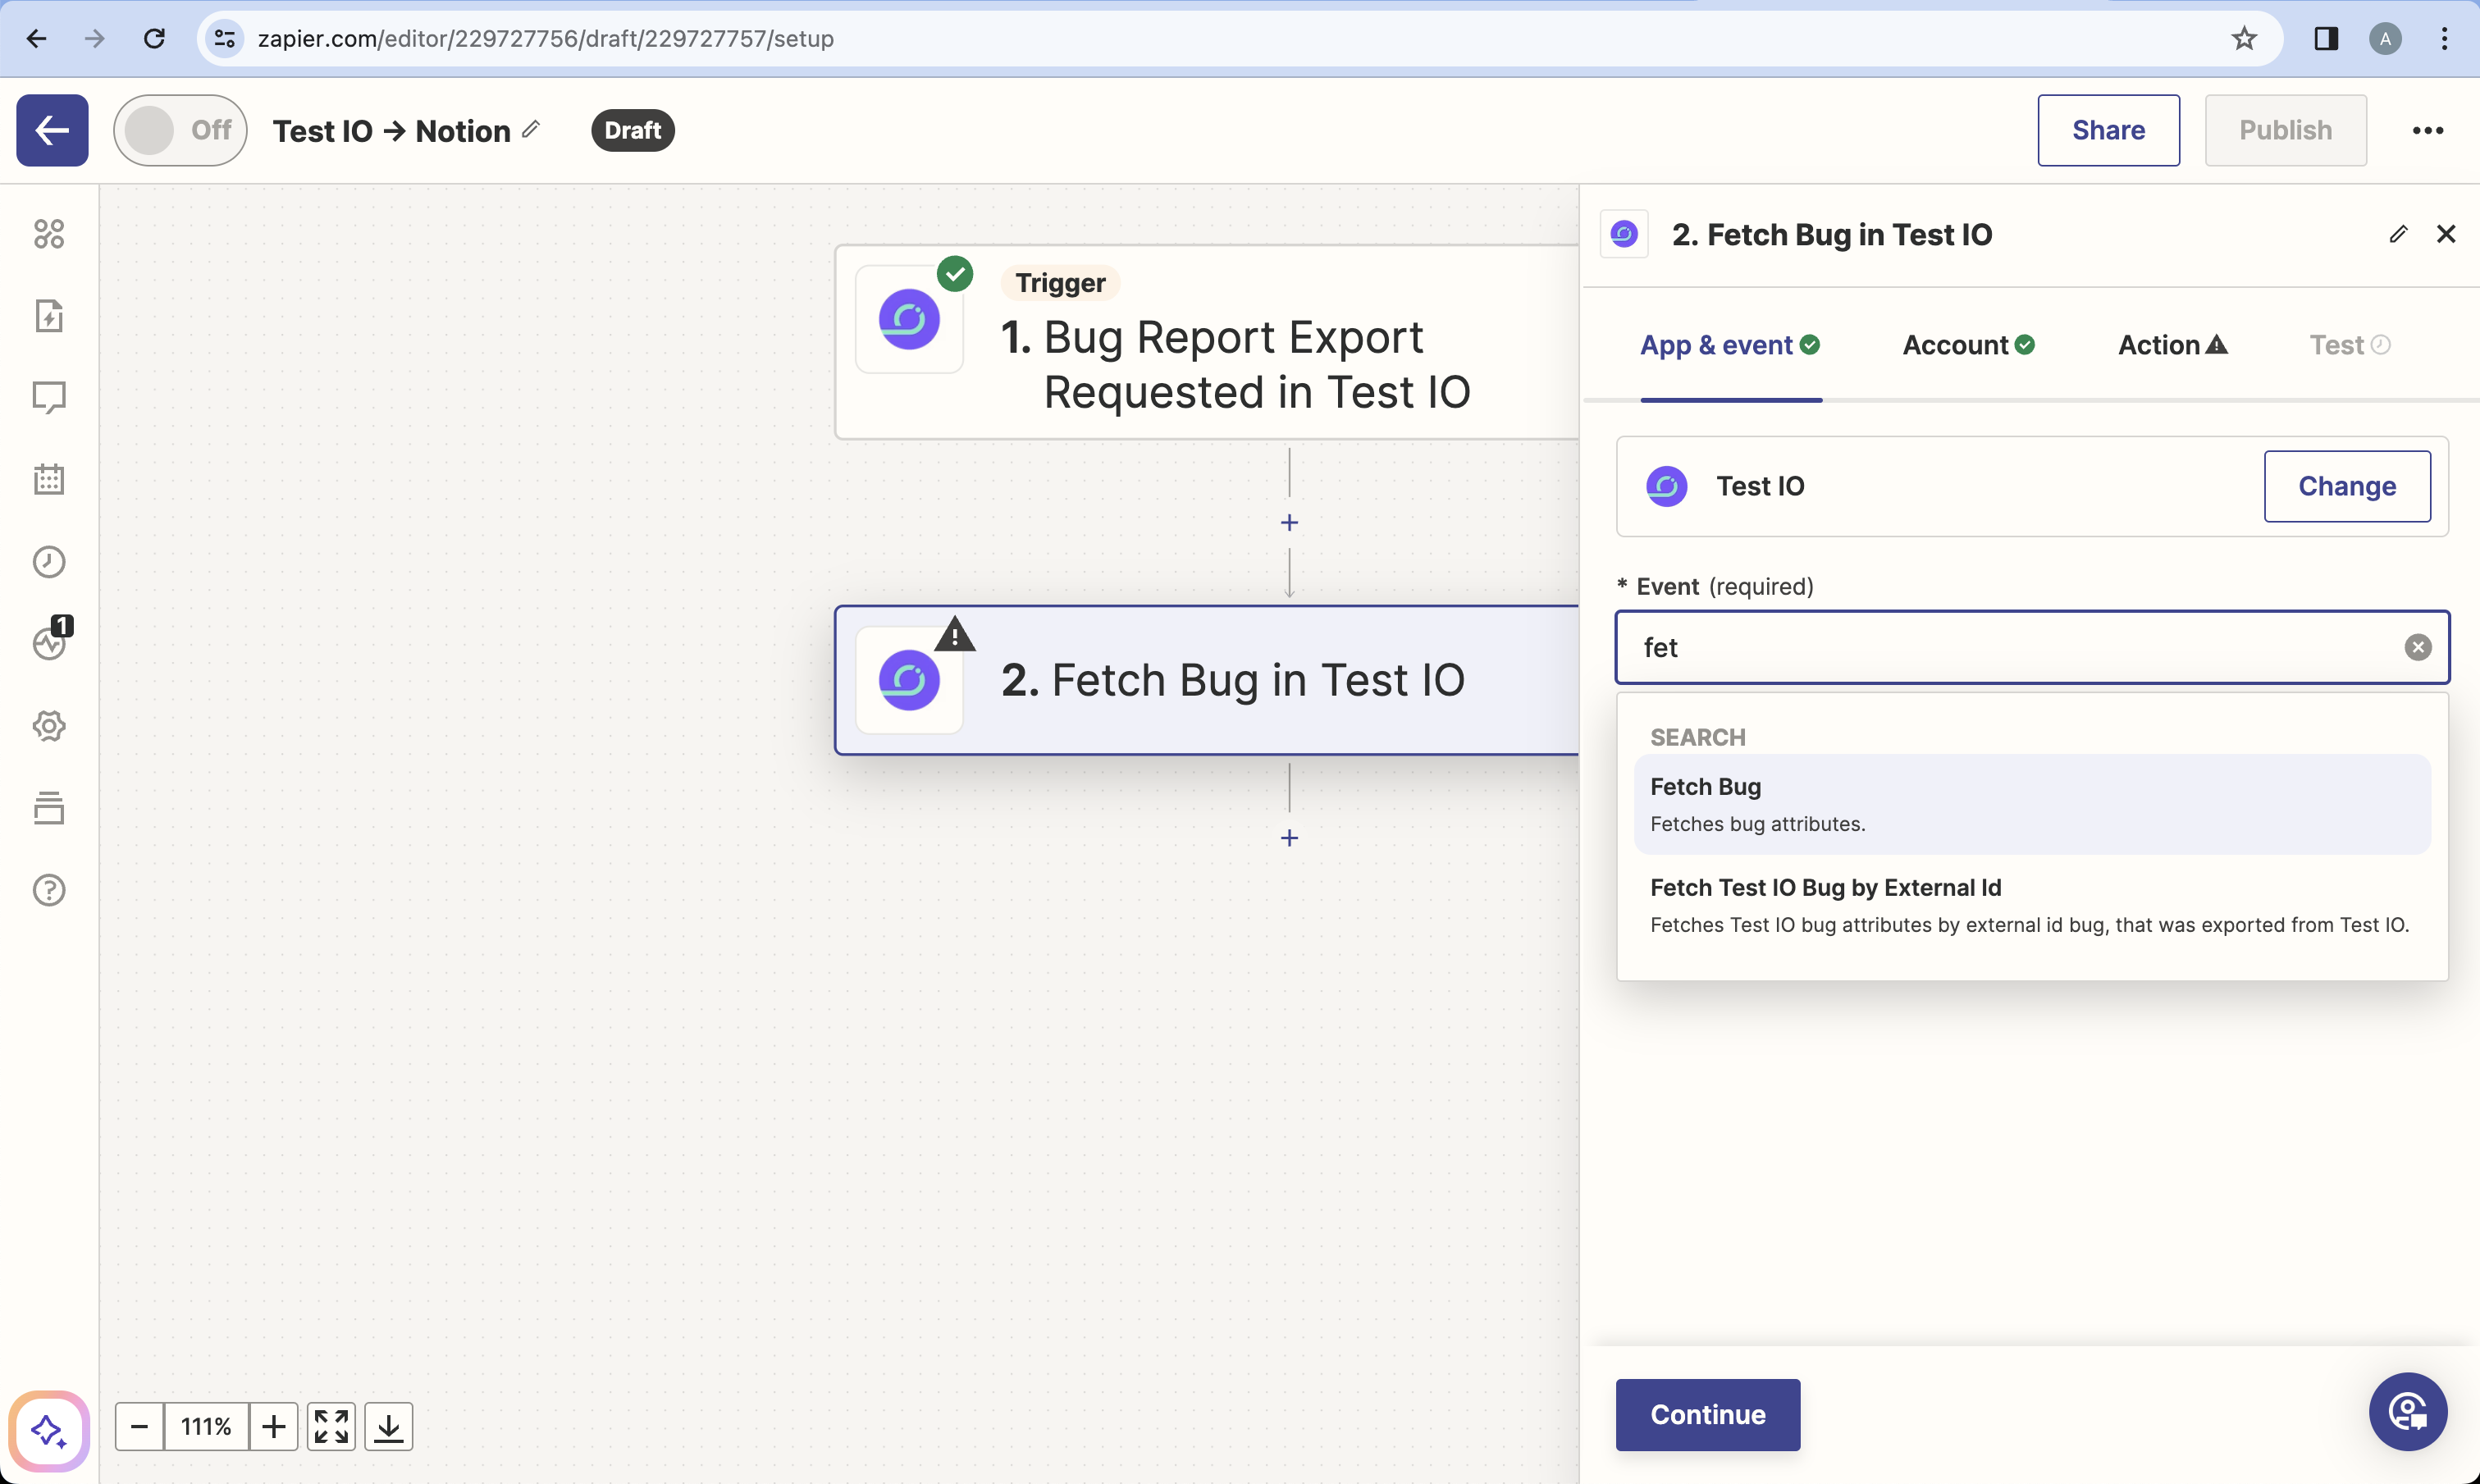 zapier.com/editor/229727756/draft/229727757/setup
A
Off
Test IO → Notion
Draft
Share
Publish
1
Trigger
1. Bug Report Export
Requested in Test IO
2. Fetch Bug in Test IO
111%
2. Fetch Bug in Test IO
App & event
Account
Action
Test
Test IO
Change
* Event (required)
fet
SEARCH
Fetch Bug
Fetches bug attributes.
Fetch Test IO Bug by External Id
Fetches Test IO bug attributes by external id bug, that was exported from Test IO.
Continue